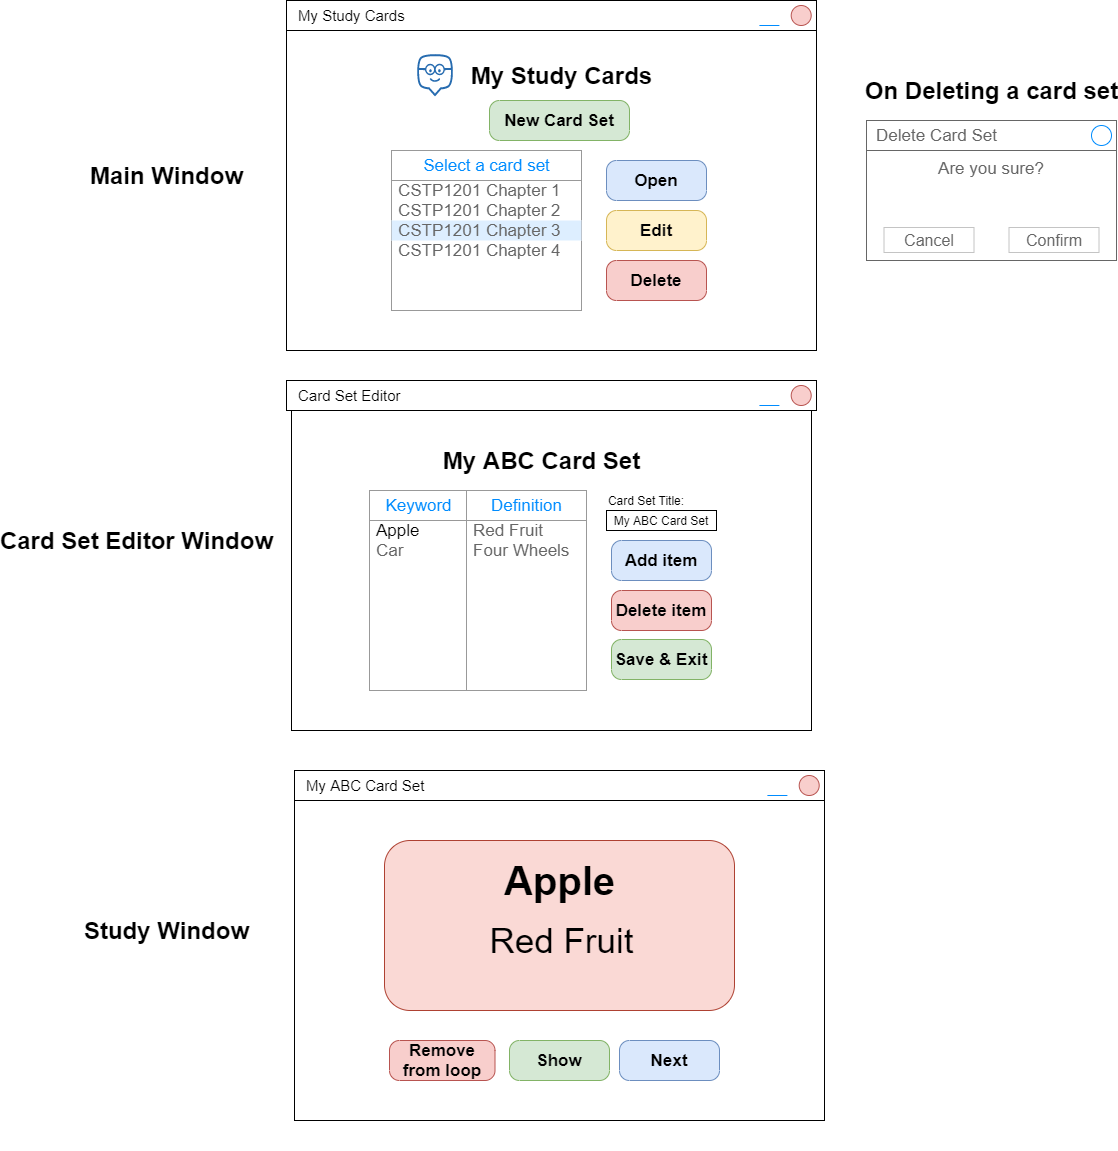 My Study Cards
My Study Cards
New Card Set
Main Window
Select a card set
CSTP1201 Chapter 1
CSTP1201 Chapter 2
CSTP1201 Chapter 3
CSTP1201 Chapter 4
Open
Edit
Delete
On Deleting a card set
Delete Card Set
Are you sure?
Cancel
Confirm
Card Set Editor
My ABC Card Set
Card Set Editor Window
Keyword
Definition
Apple
Red Fruit
Car
Four Wheels
Card Set Title:
My ABC Card Set
Add item
Delete item
Save & Exit
My ABC Card Set
Study Window
Apple
Red Fruit
Remove
from loop
Show
Next